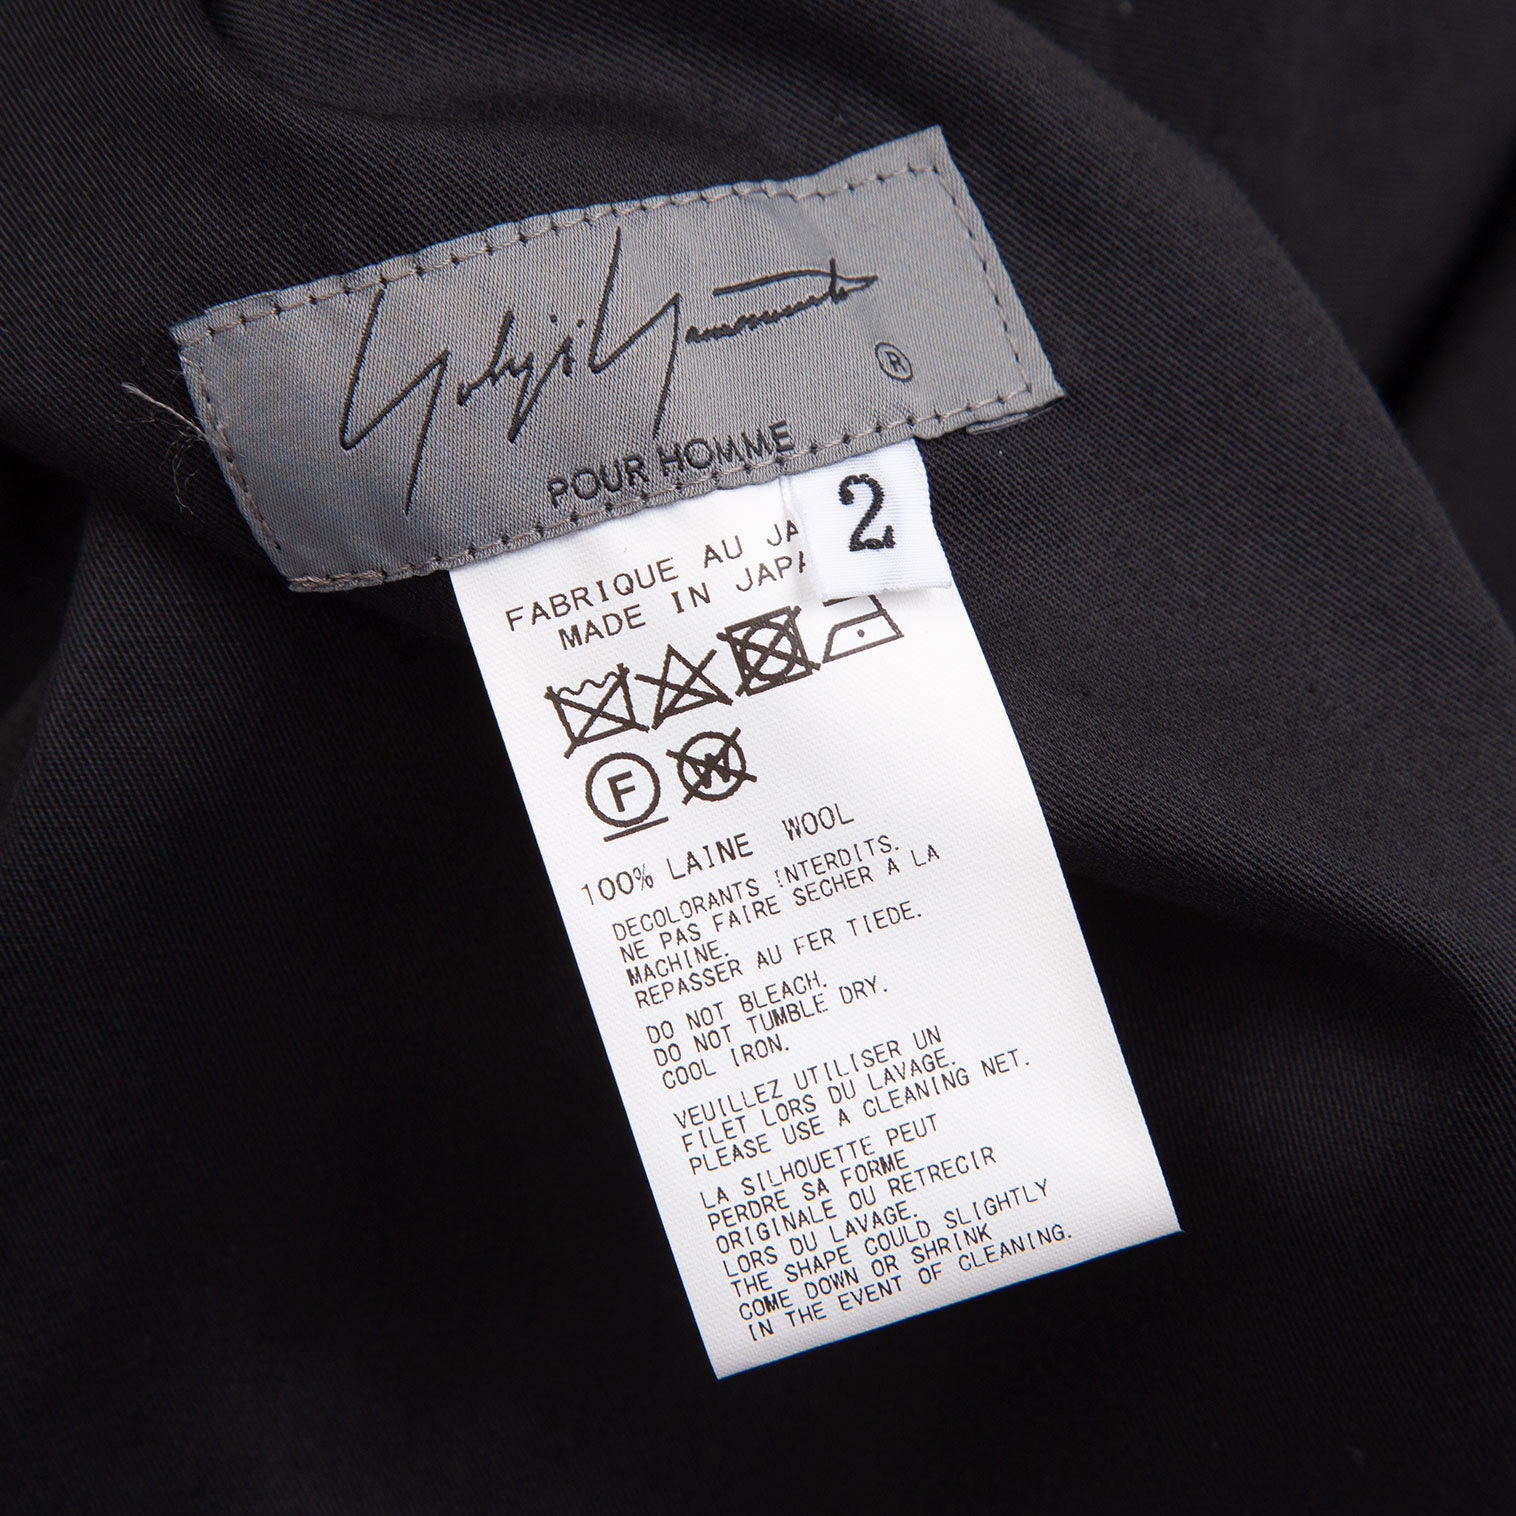 Yohji Yamamoto
®
POUR HOMME
2
FABRIQUE AU JA
MADE IN JAPA
F
W
100% LAINE WOOL
DECOLORANTS INTERDITS.
NE PAS FAIRE SECHER A LA
MACHINE.
REPASSER AU FER TIEDE.
DO NOT BLEACH.
DO NOT TUMBLE DRY.
COOL IRON.
VEUILLEZ UTILISER UN
FILET LORS DU LAVAGE.
PLEASE USE A CLEANING NET.
LA SILHOUETTE PEUT
PERDRE SA FORME
ORIGINALE OU RETRECIR
LORS DU LAVAGE.
THE SHAPE COULD SLIGHTLY
COME DOWN OR SHRINK
IN THE EVENT OF CLEANING.